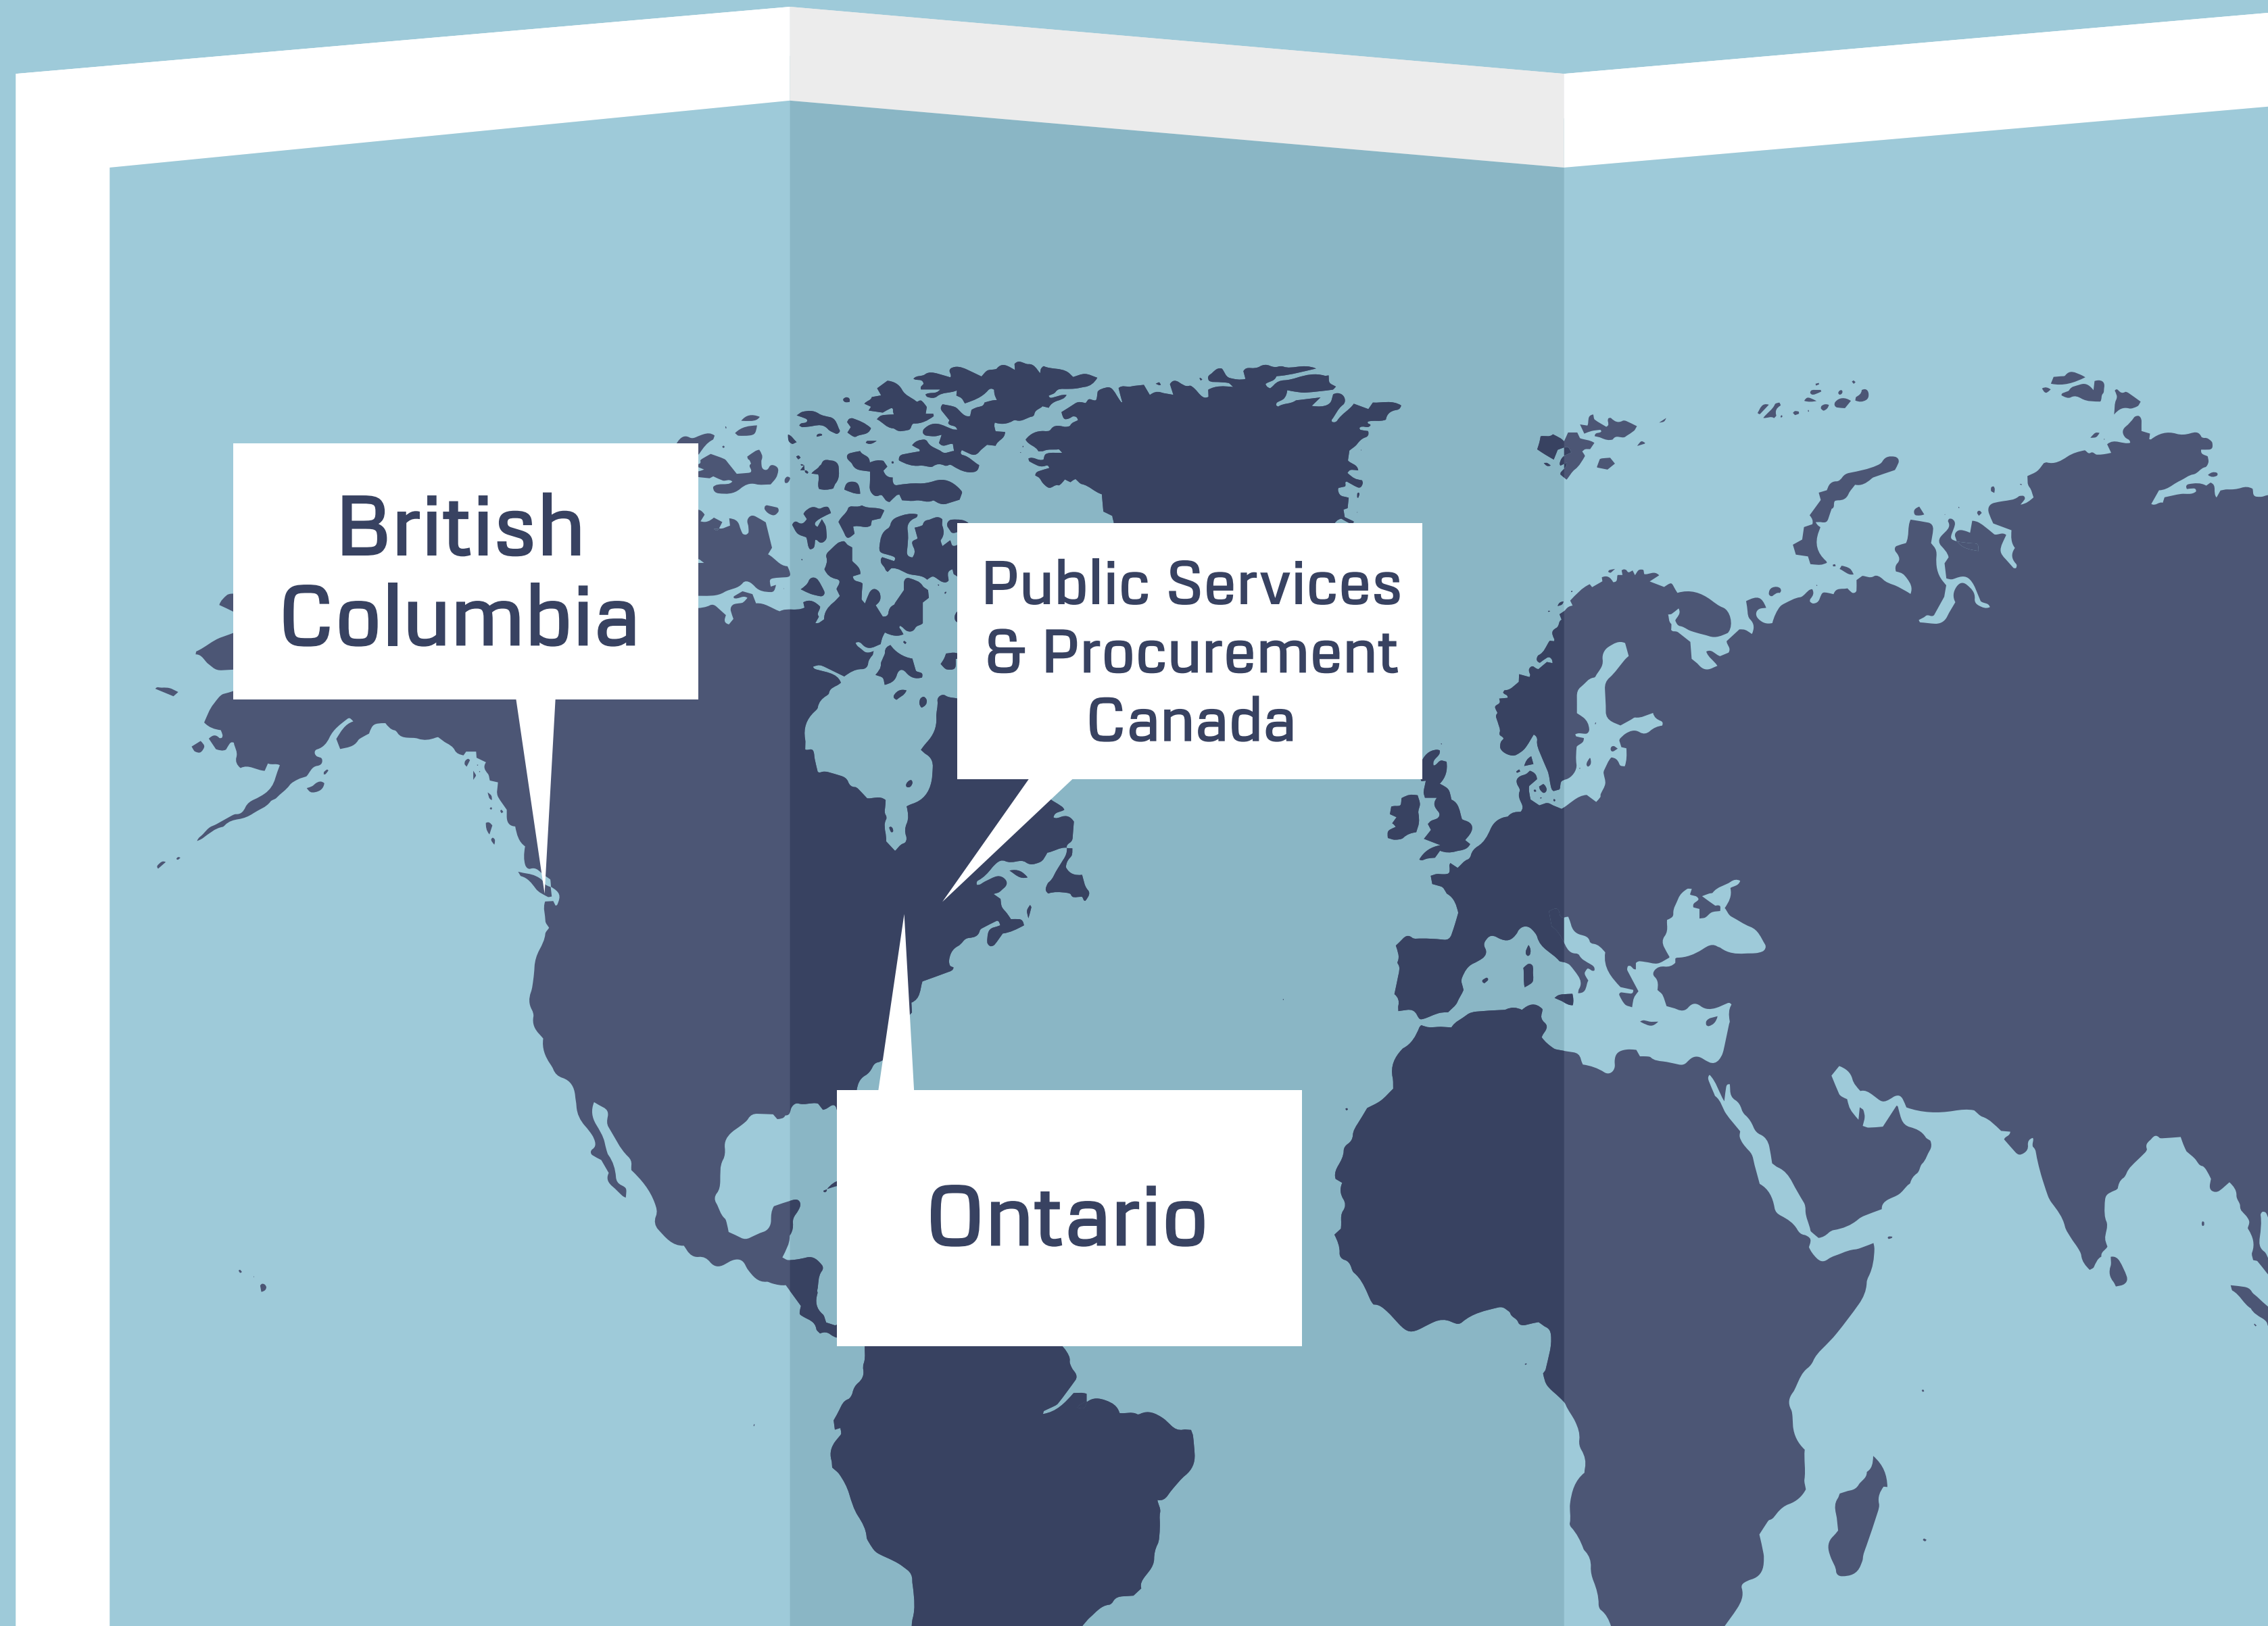 British
Columbia
Public Services
& Procurement
Canada
Ontario